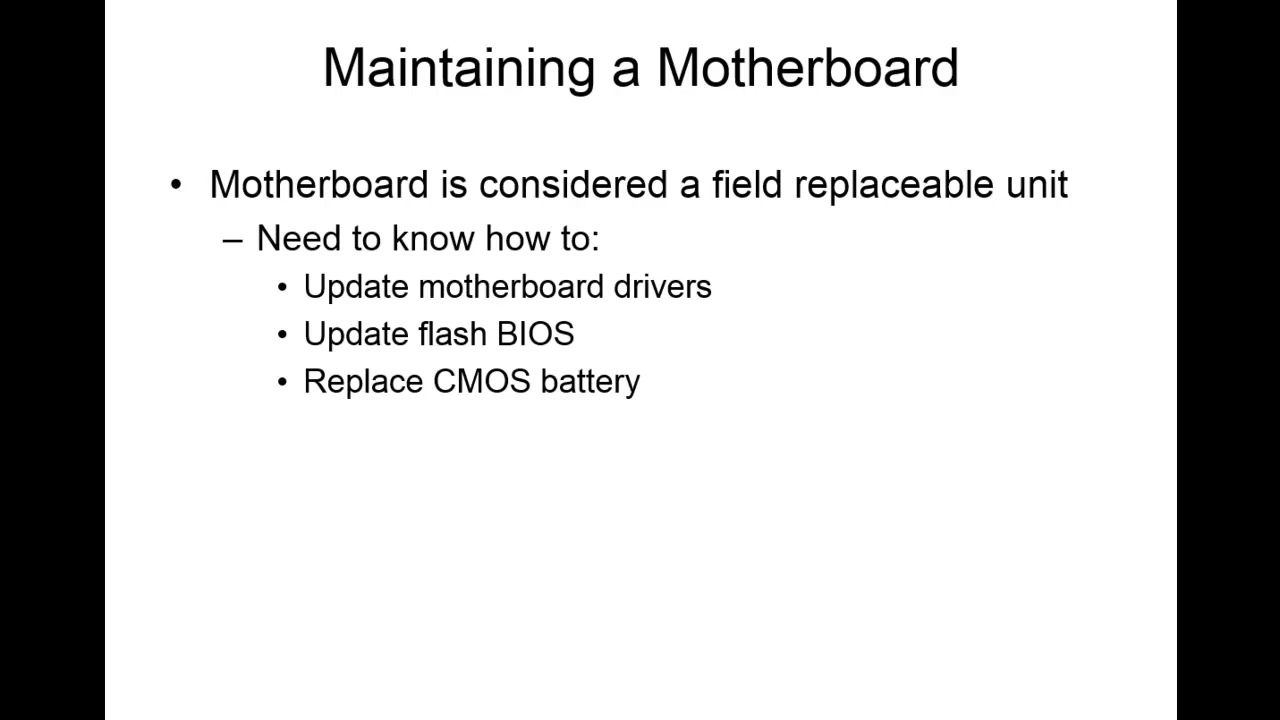 Maintaining a Motherboard
• Motherboard is considered a field replaceable unit
– Need to know how to:
• Update motherboard drivers
• Update flash BIOS
• Replace CMOS battery